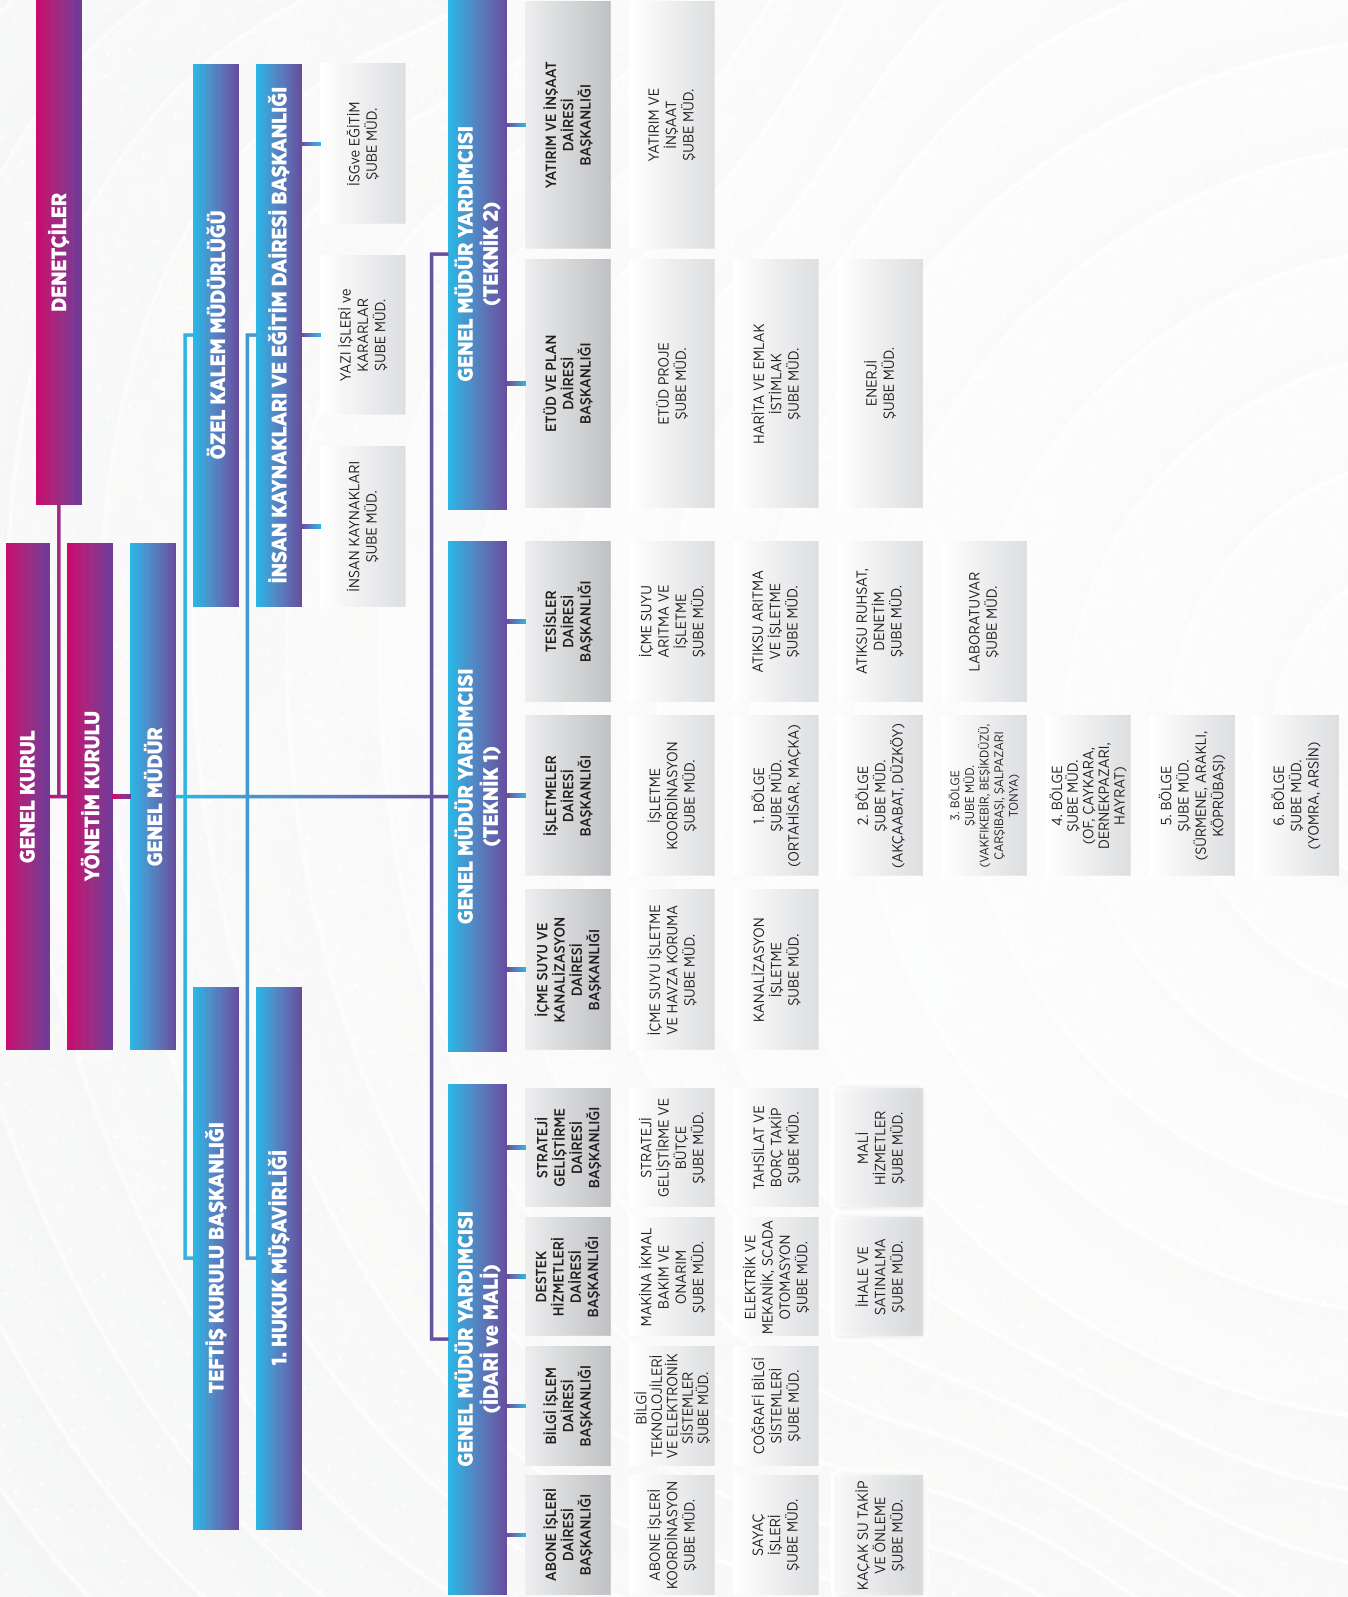 GENEL KURUL
DENETÇİLER
YÖNETİM KURULU
GENEL MÜDÜR
TEFTİŞ KURULU BAŞKANLIĞI
ÖZEL KALEM MÜDÜRLÜĞÜ
1. HUKUK MÜŞAVİRLİĞİ
İNSAN KAYNAKLARI VE EĞİTİM DAİRESİ BAŞKANLIĞI
İNSAN KAYNAKLARI
ŞUBE MÜD.
YAZI İŞLERİ ve
KARARLAR
ŞUBE MÜD.
İSGve EĞİTİM
ŞUBE MÜD.
GENEL MÜDÜR YARDIMCISI
(İDARİ ve MALİ)
ABONE İŞLERİ
DAİRESİ
BAŞKANLIĞI
ABONE İŞLERİ
KOORDİNASYON
ŞUBE MÜD.
SAYAÇ
İŞLERİ
ŞUBE MÜD.
KAÇAK SU TAKİP
VE ÖNLEME
ŞUBE MÜD.
BİLGİ İŞLEM
DAİRESİ
BAŞKANLIĞI
BİLGİ
TEKNOLOJİLERİ
VE ELEKTRONİK
SİSTEMLER
ŞUBE MÜD.
COĞRAFİ BİLGİ
SİSTEMLERİ
ŞUBE MÜD.
DESTEK
HİZMETLERİ
DAİRESİ
BAŞKANLIĞI
MAKİNA İKMAL
BAKIM VE
ONARIM
ŞUBE MÜD.
ELEKTRİK VE
MEKANİK, SCADA
OTOMASYON
ŞUBE MÜD.
İHALE VE
SATINALMA
ŞUBE MÜD.
STRATEJİ
GELİŞTİRME
DAİRESİ
BAŞKANLIĞI
STRATEJİ
GELİŞTİRME VE
BÜTÇE
ŞUBE MÜD.
TAHSİLAT VE
BORÇ TAKİP
ŞUBE MÜD.
MALİ
HİZMETLER
ŞUBE MÜD.
GENEL MÜDÜR YARDIMCISI
(TEKNİK 1)
İÇME SUYU VE
KANALİZASYON
DAİRESİ
BAŞKANLIĞI
İÇME SUYU İŞLETME
VE HAVZA KORUMA
ŞUBE MÜD.
KANALİZASYON
İŞLETME
ŞUBE MÜD.
İŞLETMELER
DAİRESİ
BAŞKANLIĞI
İŞLETME
KOORDİNASYON
ŞUBE MÜD.
1. BÖLGE
ŞUBE MÜD.
(ORTAHİSAR, MAÇKA)
2. BÖLGE
ŞUBE MÜD.
(AKÇAABAT, DÜZKÖY)
3. BÖLGE
ŞUBE MÜD.
(VAKFIKEBİR, BEŞİKDÜZÜ,
ÇARŞIBAŞI, ŞALPAZARI
TONYA)
4. BÖLGE
ŞUBE MÜD.
(OF, ÇAYKARA,
DERNEKPAZARI,
HAYRAT)
5. BÖLGE
ŞUBE MÜD.
(SÜRMENE, ARAKLI,
KÖPRÜBAŞI)
6. BÖLGE
ŞUBE MÜD.
(YOMRA, ARSİN)
TESİSLER
DAİRESİ
BAŞKANLIĞI
İÇME SUYU
ARITMA VE
İŞLETME
ŞUBE MÜD.
ATIKSU ARITMA
VE İŞLETME
ŞUBE MÜD.
ATIKSU RUHSAT,
DENETİM
ŞUBE MÜD.
LABORATUVAR
ŞUBE MÜD.
GENEL MÜDÜR YARDIMCISI
(TEKNİK 2)
ETÜD VE PLAN
DAİRESİ
BAŞKANLIĞI
ETÜD PROJE
ŞUBE MÜD.
HARİTA VE EMLAK
İSTİMLAK
ŞUBE MÜD.
ENERJİ
ŞUBE MÜD.
YATIRIM VE İNŞAAT
DAİRESİ
BAŞKANLIĞI
YATIRIM VE
İNŞAAT
ŞUBE MÜD.